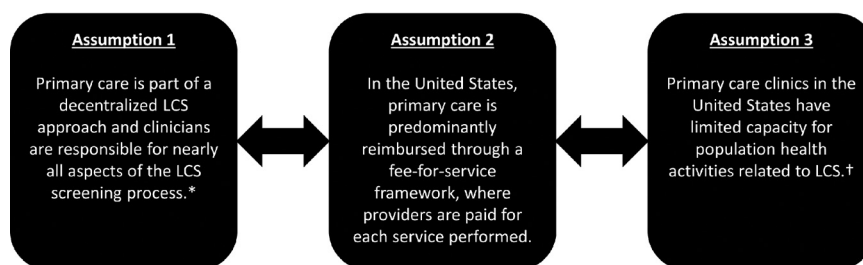 Assumption 1
Primary care is part of a
decentralized LCS
approach and clinicians
are responsible for nearly
all aspects of the LCS
screening process.*
Assumption 2
In the United States,
primary care is
predominantly
reimbursed through a
fee-for-service
framework, where
providers are paid for
each service performed.
Assumption 3
Primary care clinics in the
United States have
limited capacity for
population health
activities related to LCS.†